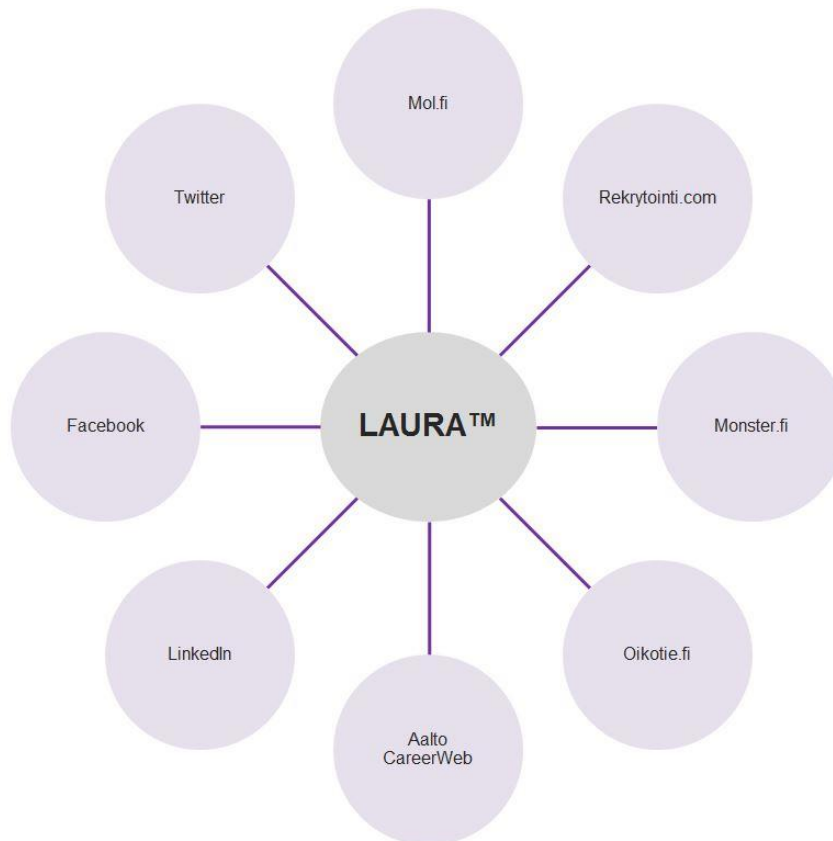 Mol.fi
Twitter
Rekrytointi.com
Facebook
LAURA™
Monster.fi
LinkedIn
Oikotie.fi
Aalto
CareerWeb